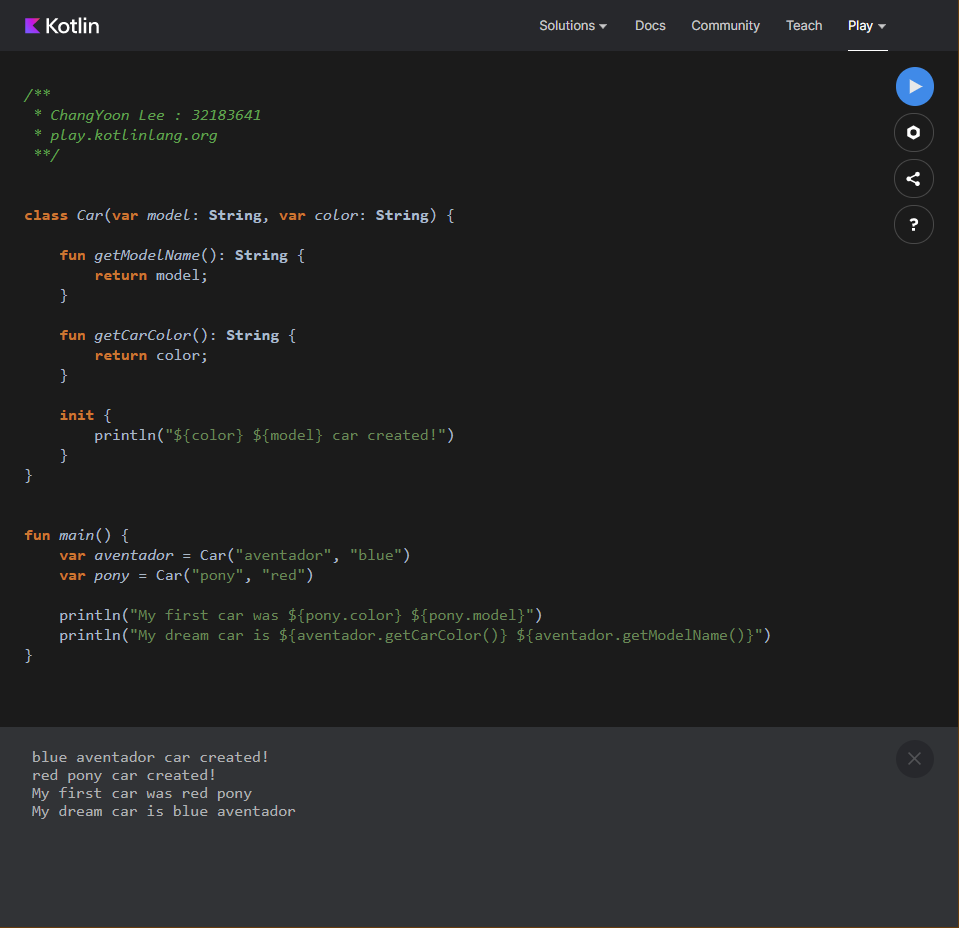 Kotlin
Solutions Docs Community Teach Play
/**
 * ChangYoon Lee : 32183641
 * play.kotlinlang.org
 **/
class Car(var model: String, var color: String) {
    fun getModelName(): String {
        return model;
    }
    fun getCarColor(): String {
        return color;
    }
    init {
        println("${color} ${model} car created!")
    }
}
fun main() {
    var aventador = Car("aventador", "blue")
    var pony = Car("pony", "red")
    println("My first car was ${pony.color} ${pony.model}")
    println("My dream car is ${aventador.getCarColor()} ${aventador.getModelName()}")
}
?
blue aventador car created!
red pony car created!
My first car was red pony
My dream car is blue aventador